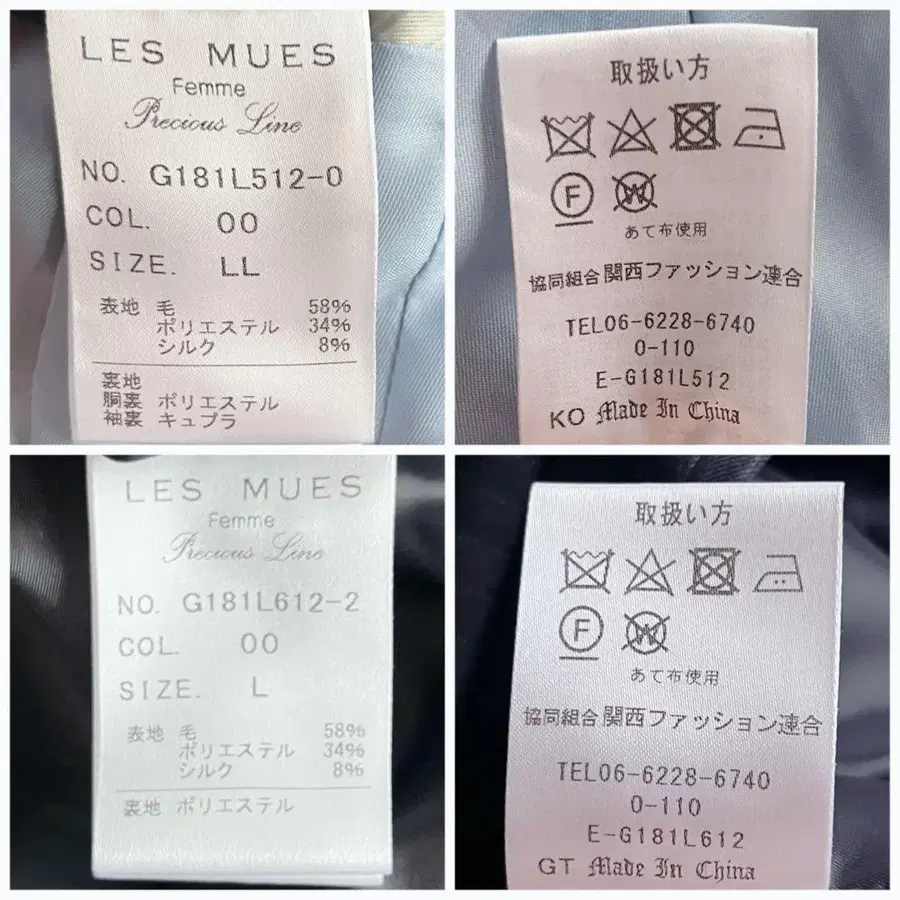 LES MUES
Femme
Precious Line
NO. G181L512-0
COL. 00
SIZE. LL
表地 毛 58%
ポリエステル 34%
シルク 8%
裏地
胴裏 ポリエステル
袖裏 キュプラ
取扱い方
F W
あて布使用
協同組合関西ファッション連合
TEL06-6228-6740
0-110
E-G181L512
KO Made In China
LES MUES
Femme
Precious Line
NO. G181L612-2
COL. 00
SIZE. L
表地 毛 58%
ポリエステル 34%
シルク 8%
裏地 ポリエステル
取扱い方
F W
あて布使用
協同組合関西ファッション連合
TEL06-6228-6740
0-110
E-G181L612
GT Made In China